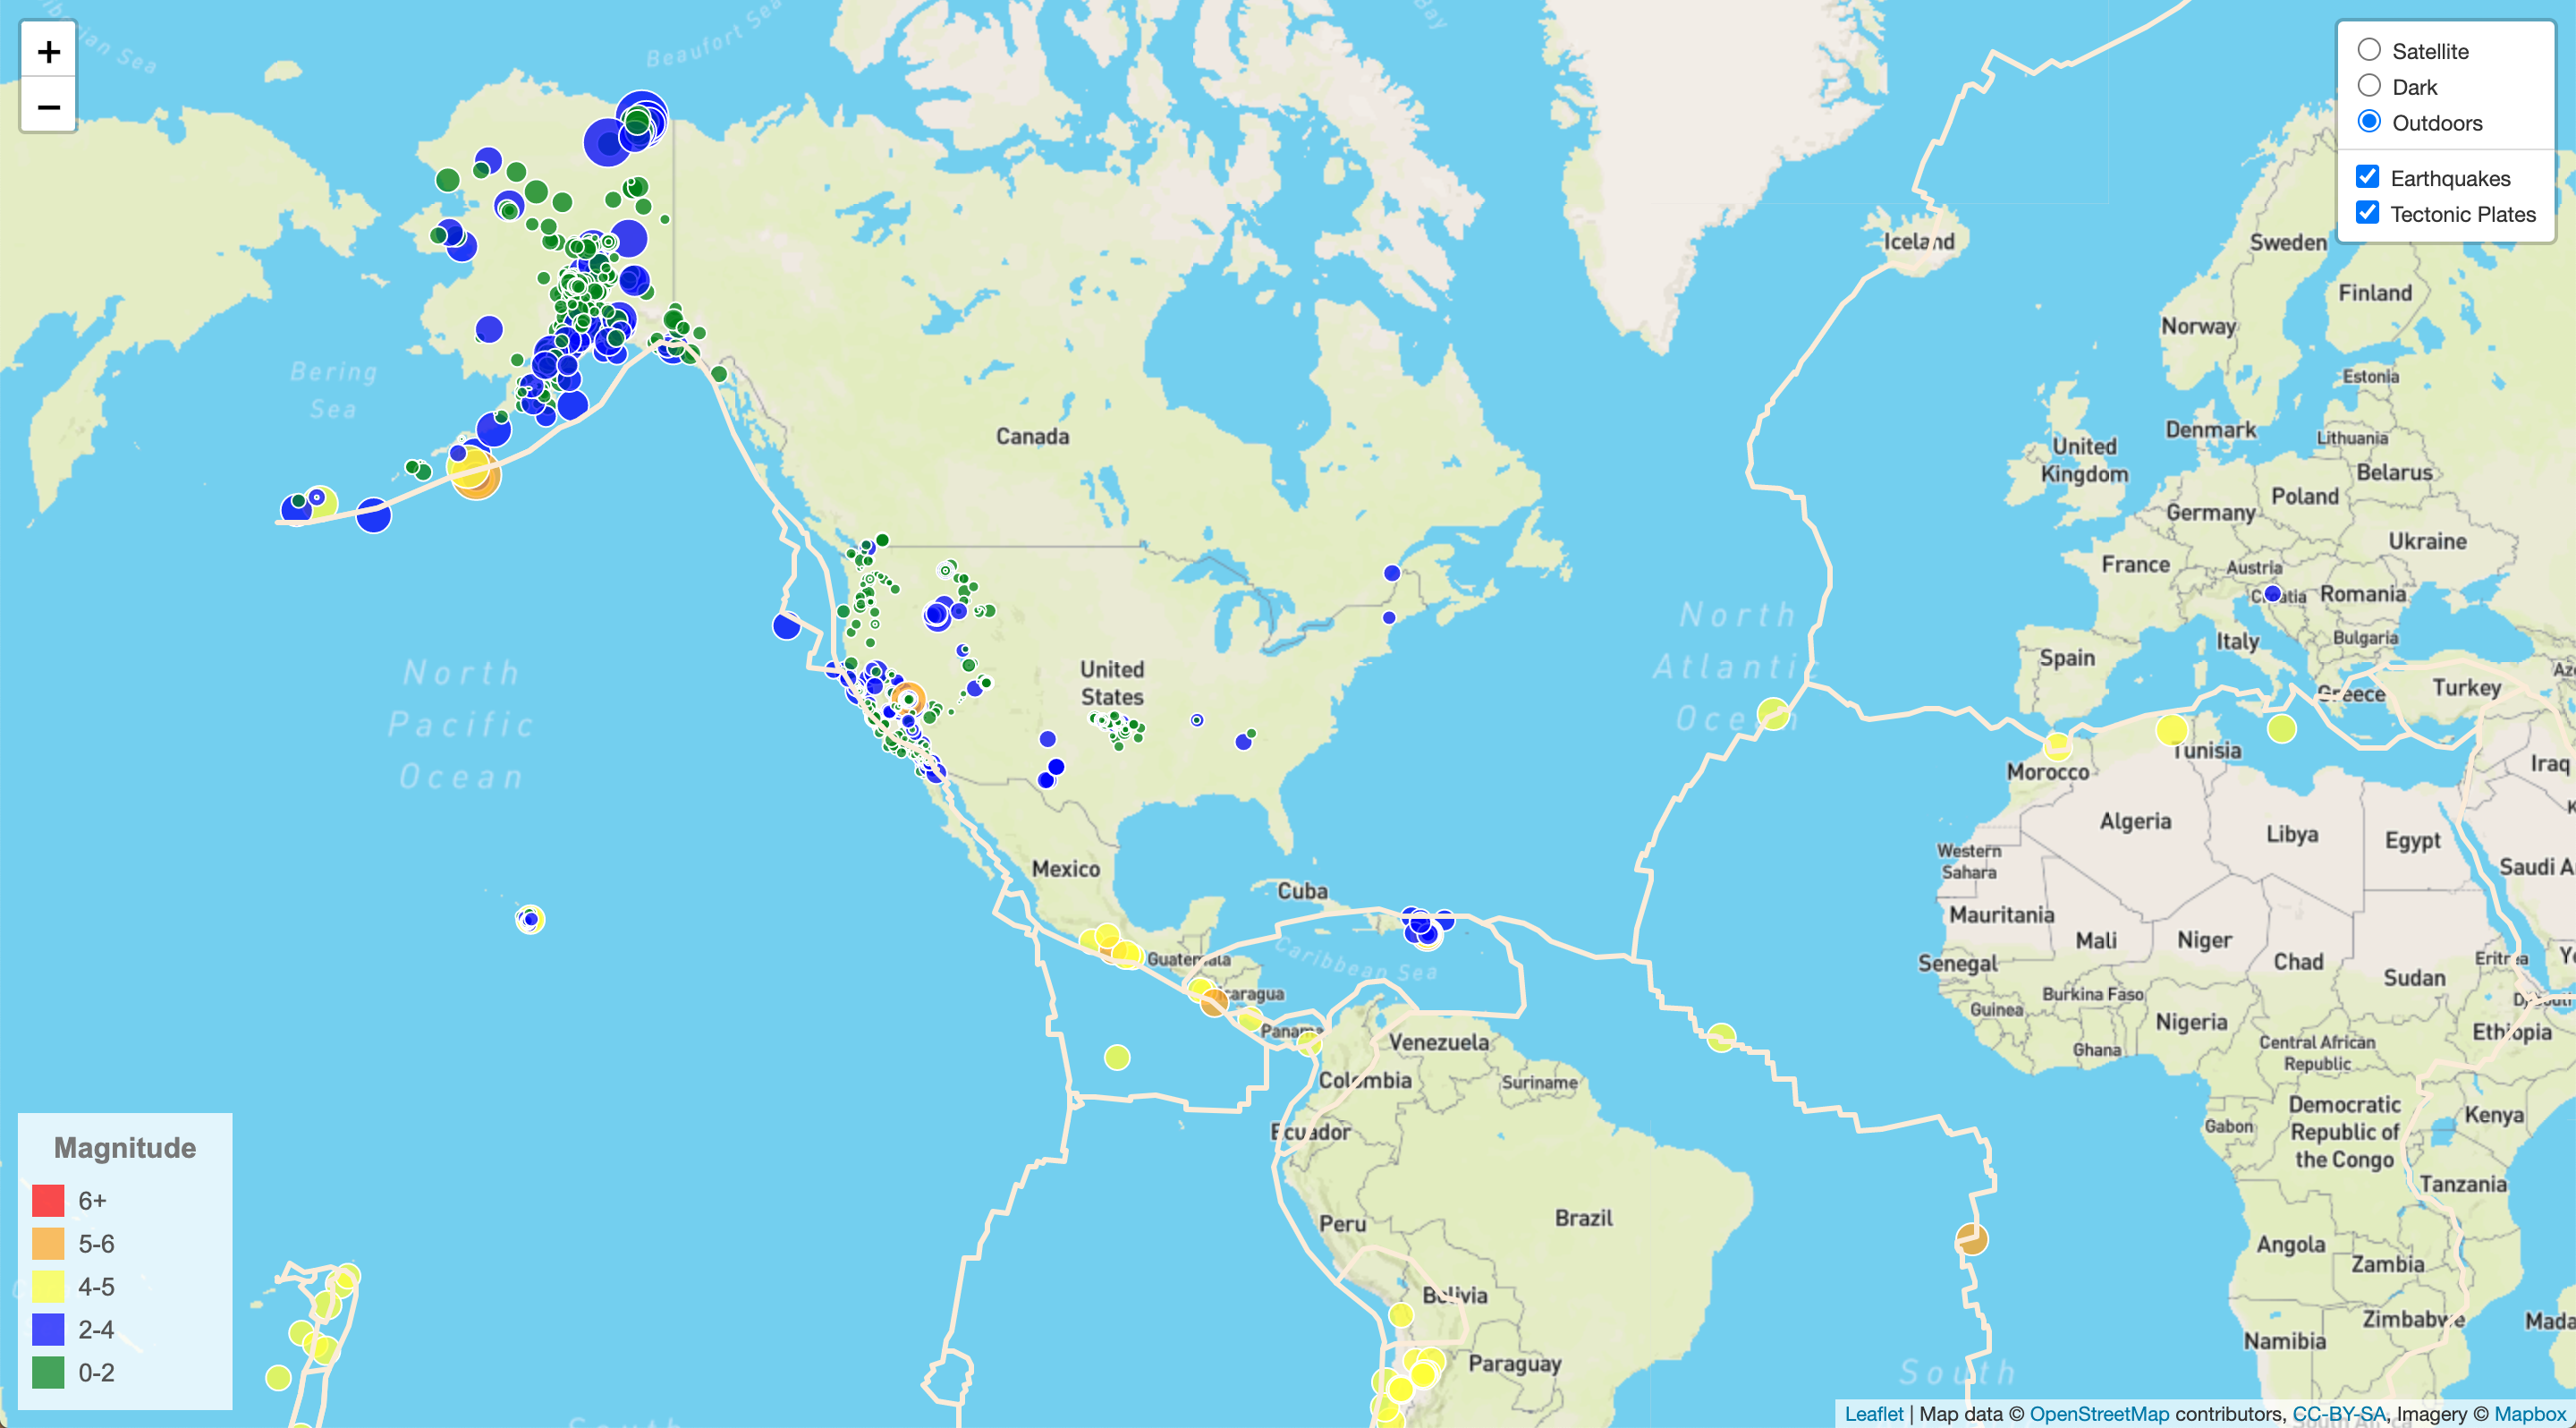 +
−
Beaufort Sea
Bay
Satellite
Dark
Outdoors
Earthquakes
Tectonic Plates
Iceland
Sweden
Finland
Norway
Estonia
Bering
Sea
Canada
Denmark
Lithuania
United
Kingdom
Belarus
Poland
Germany
Ukraine
France
Austria
Romania
North
Atlantic
Ocean
Bulgaria
Italy
Spain
North
Pacific
Ocean
United
States
Greece
Turkey
Tunisia
Iraq
Morocco
Algeria
Libya
Egypt
Western
Sahara
Saudi A
Mexico
Cuba
Mauritania
Mali
Niger
Chad
Sudan
Guatemala
Caribbean Sea
Senegal
Burkina Faso
Guinea
Nigeria
Panama
Venezuela
Ghana
Central African
Republic
Ethiopia
Colombia
Suriname
Ecuador
Democratic
Republic of
the Congo
Gabon
Kenya
Tanzania
Peru
Brazil
Angola
Zambia
Bolivia
Zimbabwe
Mada
Namibia
Paraguay
South
South
Magnitude
6+
5-6
4-5
2-4
0-2
Leaflet | Map data © OpenStreetMap contributors, CC-BY-SA, Imagery © Mapbox